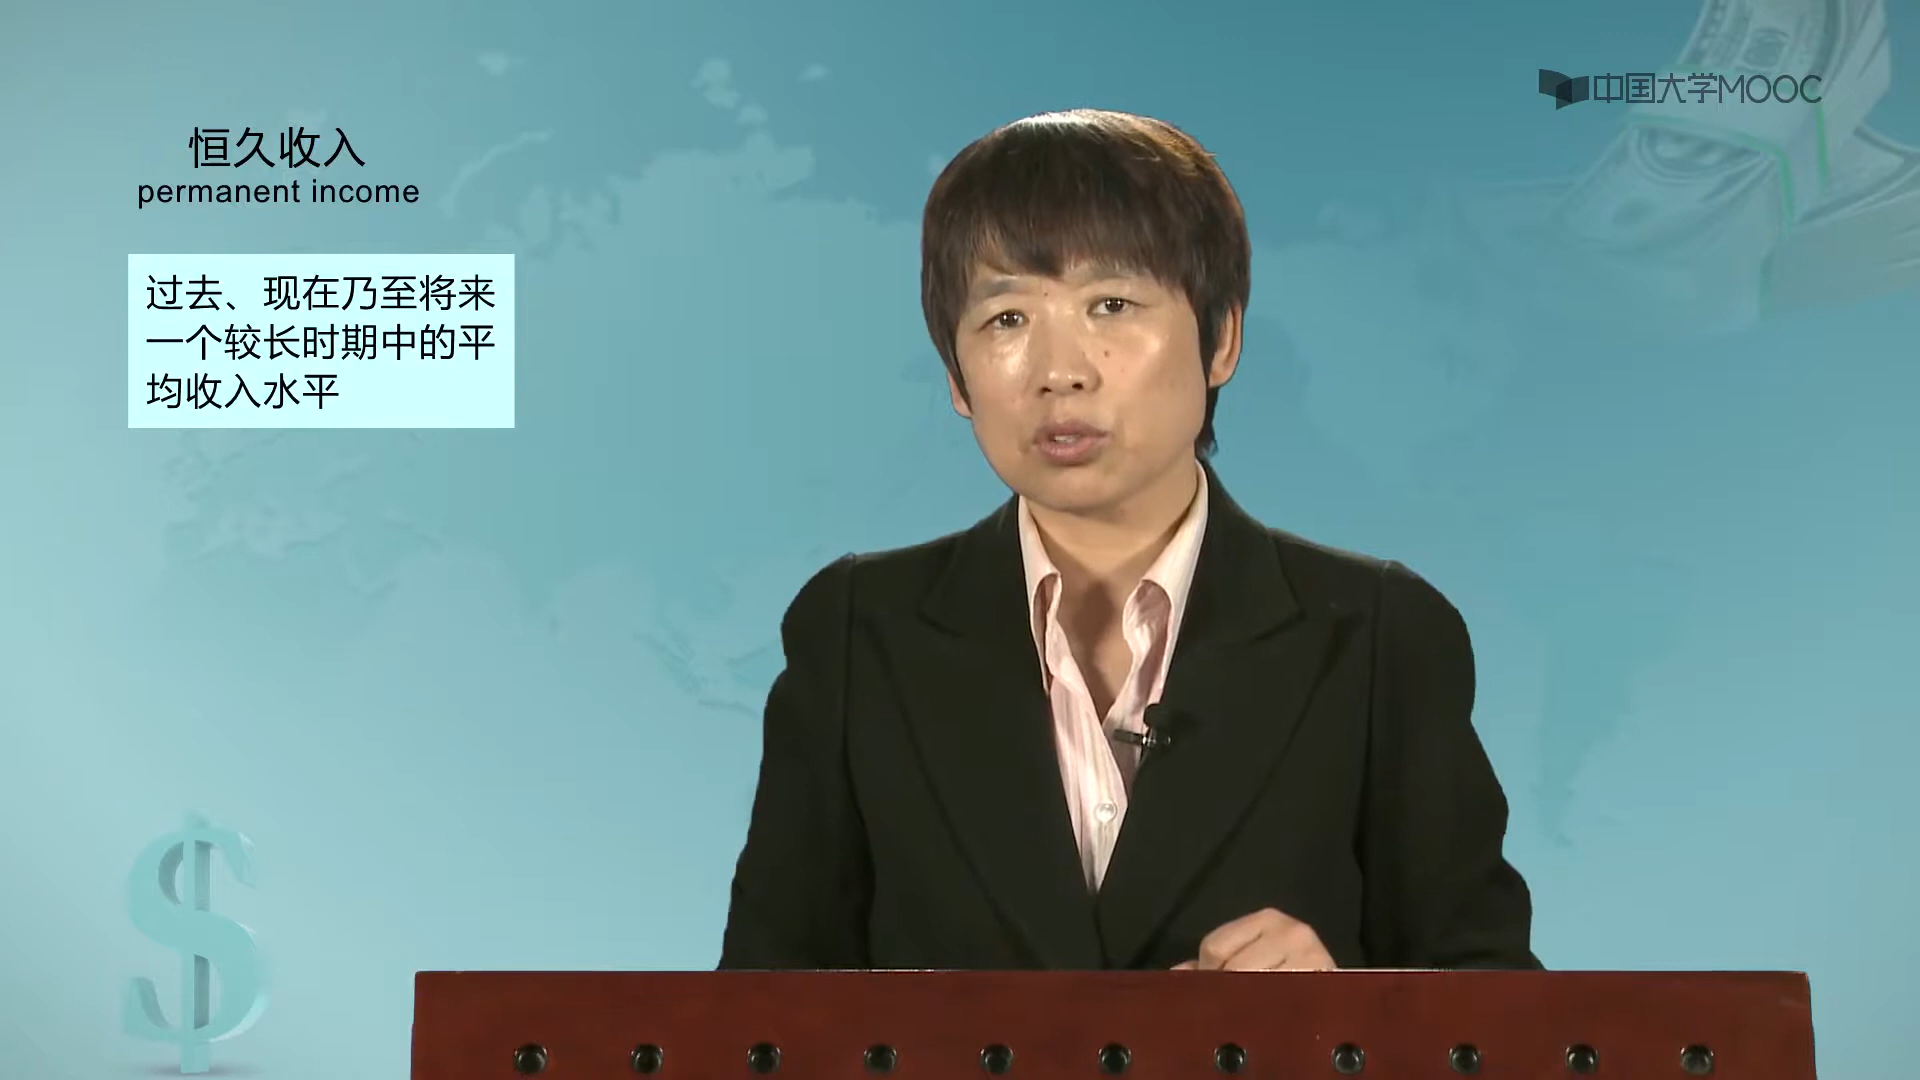 中国大学MOOC
恒久收入
permanent income
过去、现在乃至将来
一个较长时期中的平
均收入水平